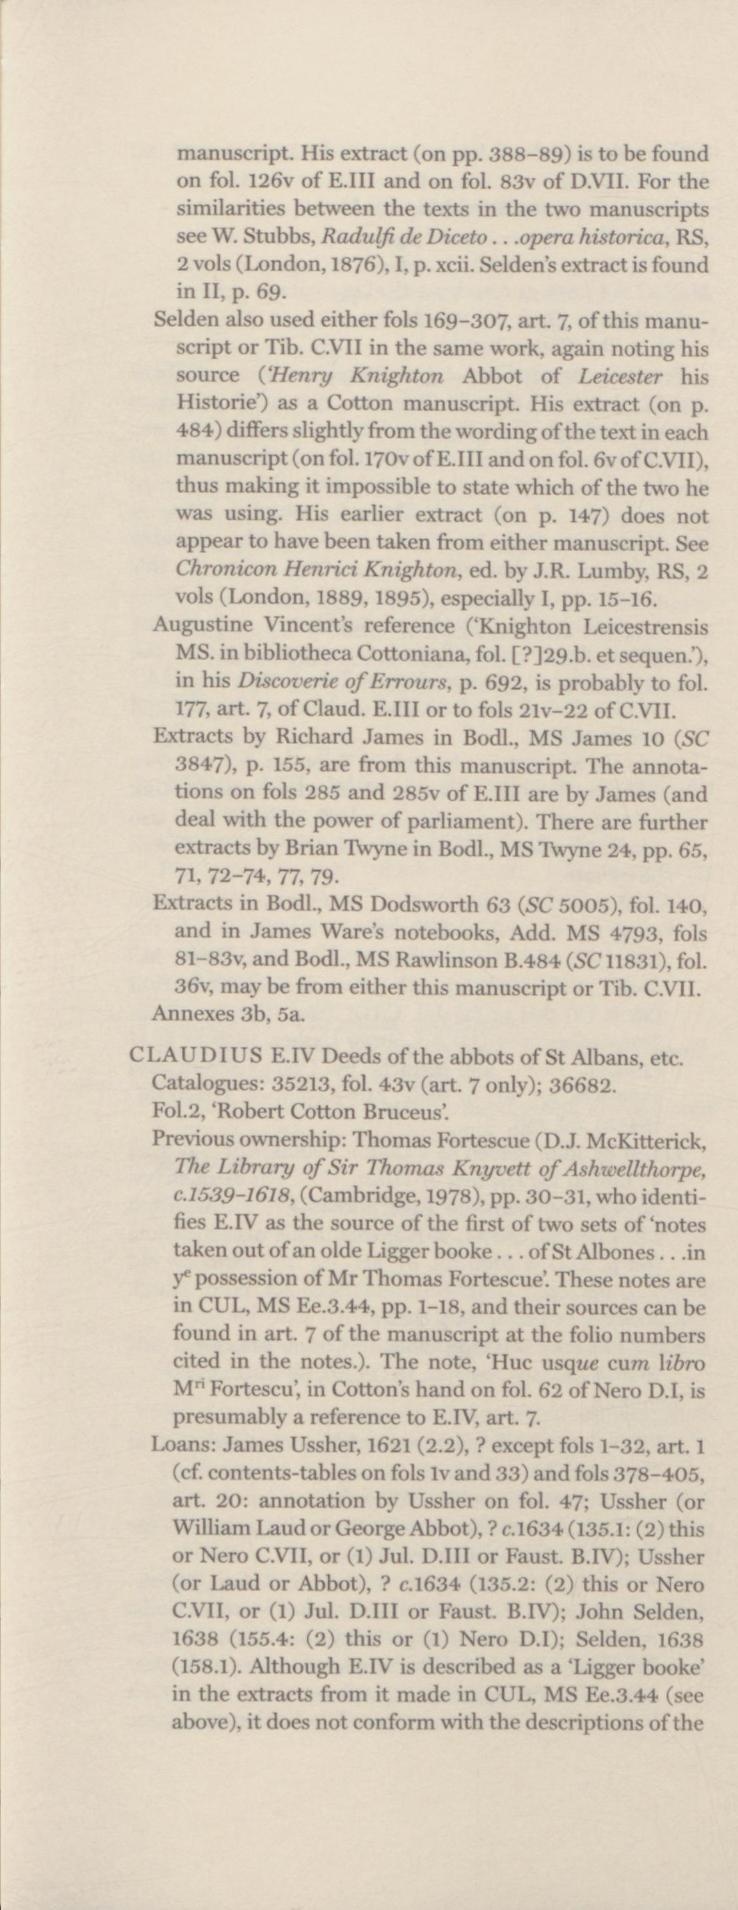 manuscript. His extract (on pp. 388–89) is to be found
on fol. 126v of E.III and on fol. 83v of D.VII. For the
similarities between the texts in the two manuscripts
see W. Stubbs, Radulfi de Diceto . . .opera historica, RS,
2 vols (London, 1876), I, p. xcii. Selden's extract is found
in II, p. 69.
Selden also used either fols 169–307, art. 7, of this manu-
script or Tib. C.VII in the same work, again noting his
source ('Henry Knighton Abbot of Leicester his
Historie') as a Cotton manuscript. His extract (on p.
484) differs slightly from the wording of the text in each
manuscript (on fol. 170v of E.III and on fol. 6v of C.VII),
thus making it impossible to state which of the two he
was using. His earlier extract (on p. 147) does not
appear to have been taken from either manuscript. See
Chronicon Henrici Knighton, ed. by J.R. Lumby, RS, 2
vols (London, 1889, 1895), especially I, pp. 15–16.
Augustine Vincent's reference ('Knighton Leicestrensis
MS. in bibliotheca Cottoniana, fol. [?]29.b. et sequen.'),
in his Discoverie of Errours, p. 692, is probably to fol.
177, art. 7, of Claud. E.III or to fols 21v–22 of C.VII.
Extracts by Richard James in Bodl., MS James 10 (SC
3847), p. 155, are from this manuscript. The annota-
tions on fols 285 and 285v of E.III are by James (and
deal with the power of parliament). There are further
extracts by Brian Twyne in Bodl., MS Twyne 24, pp. 65,
71, 72–74, 77, 79.
Extracts in Bodl., MS Dodsworth 63 (SC 5005), fol. 140,
and in James Ware's notebooks, Add. MS 4793, fols
81–83v, and Bodl., MS Rawlinson B.484 (SC 11831), fol.
36v, may be from either this manuscript or Tib. C.VII.
Annexes 3b, 5a.
CLAUDIUS E.IV Deeds of the abbots of St Albans, etc.
Catalogues: 35213, fol. 43v (art. 7 only); 36682.
Fol.2, 'Robert Cotton Bruceus'.
Previous ownership: Thomas Fortescue (D.J. McKitterick,
The Library of Sir Thomas Knyvett of Ashwellthorpe,
c.1539–1618, (Cambridge, 1978), pp. 30–31, who identi-
fies E.IV as the source of the first of two sets of 'notes
taken out of an olde Ligger booke . . . of St Albones . . .in
yᵉ possession of Mr Thomas Fortescue'. These notes are
in CUL, MS Ee.3.44, pp. 1–18, and their sources can be
found in art. 7 of the manuscript at the folio numbers
cited in the notes.). The note, 'Huc usque cum libro
Mʳⁱ Fortescu', in Cotton's hand on fol. 62 of Nero D.I, is
presumably a reference to E.IV, art. 7.
Loans: James Ussher, 1621 (2.2), ? except fols 1–32, art. 1
(cf. contents-tables on fols 1v and 33) and fols 378–405,
art. 20: annotation by Ussher on fol. 47; Ussher (or
William Laud or George Abbot), ? c.1634 (135.1: (2) this
or Nero C.VII, or (1) Jul. D.III or Faust. B.IV); Ussher
(or Laud or Abbot), ? c.1634 (135.2: (2) this or Nero
C.VII, or (1) Jul. D.III or Faust. B.IV); John Selden,
1638 (155.4: (2) this or (1) Nero D.I); Selden, 1638
(158.1). Although E.IV is described as a 'Ligger booke'
in the extracts from it made in CUL, MS Ee.3.44 (see
above), it does not conform with the descriptions of the